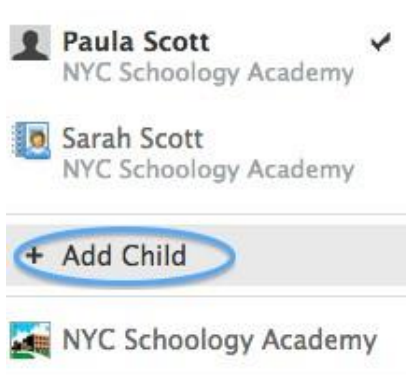 Paula Scott ✔
NYC Schoology Academy
Sarah Scott
NYC Schoology Academy
+ Add Child
NYC Schoology Academy